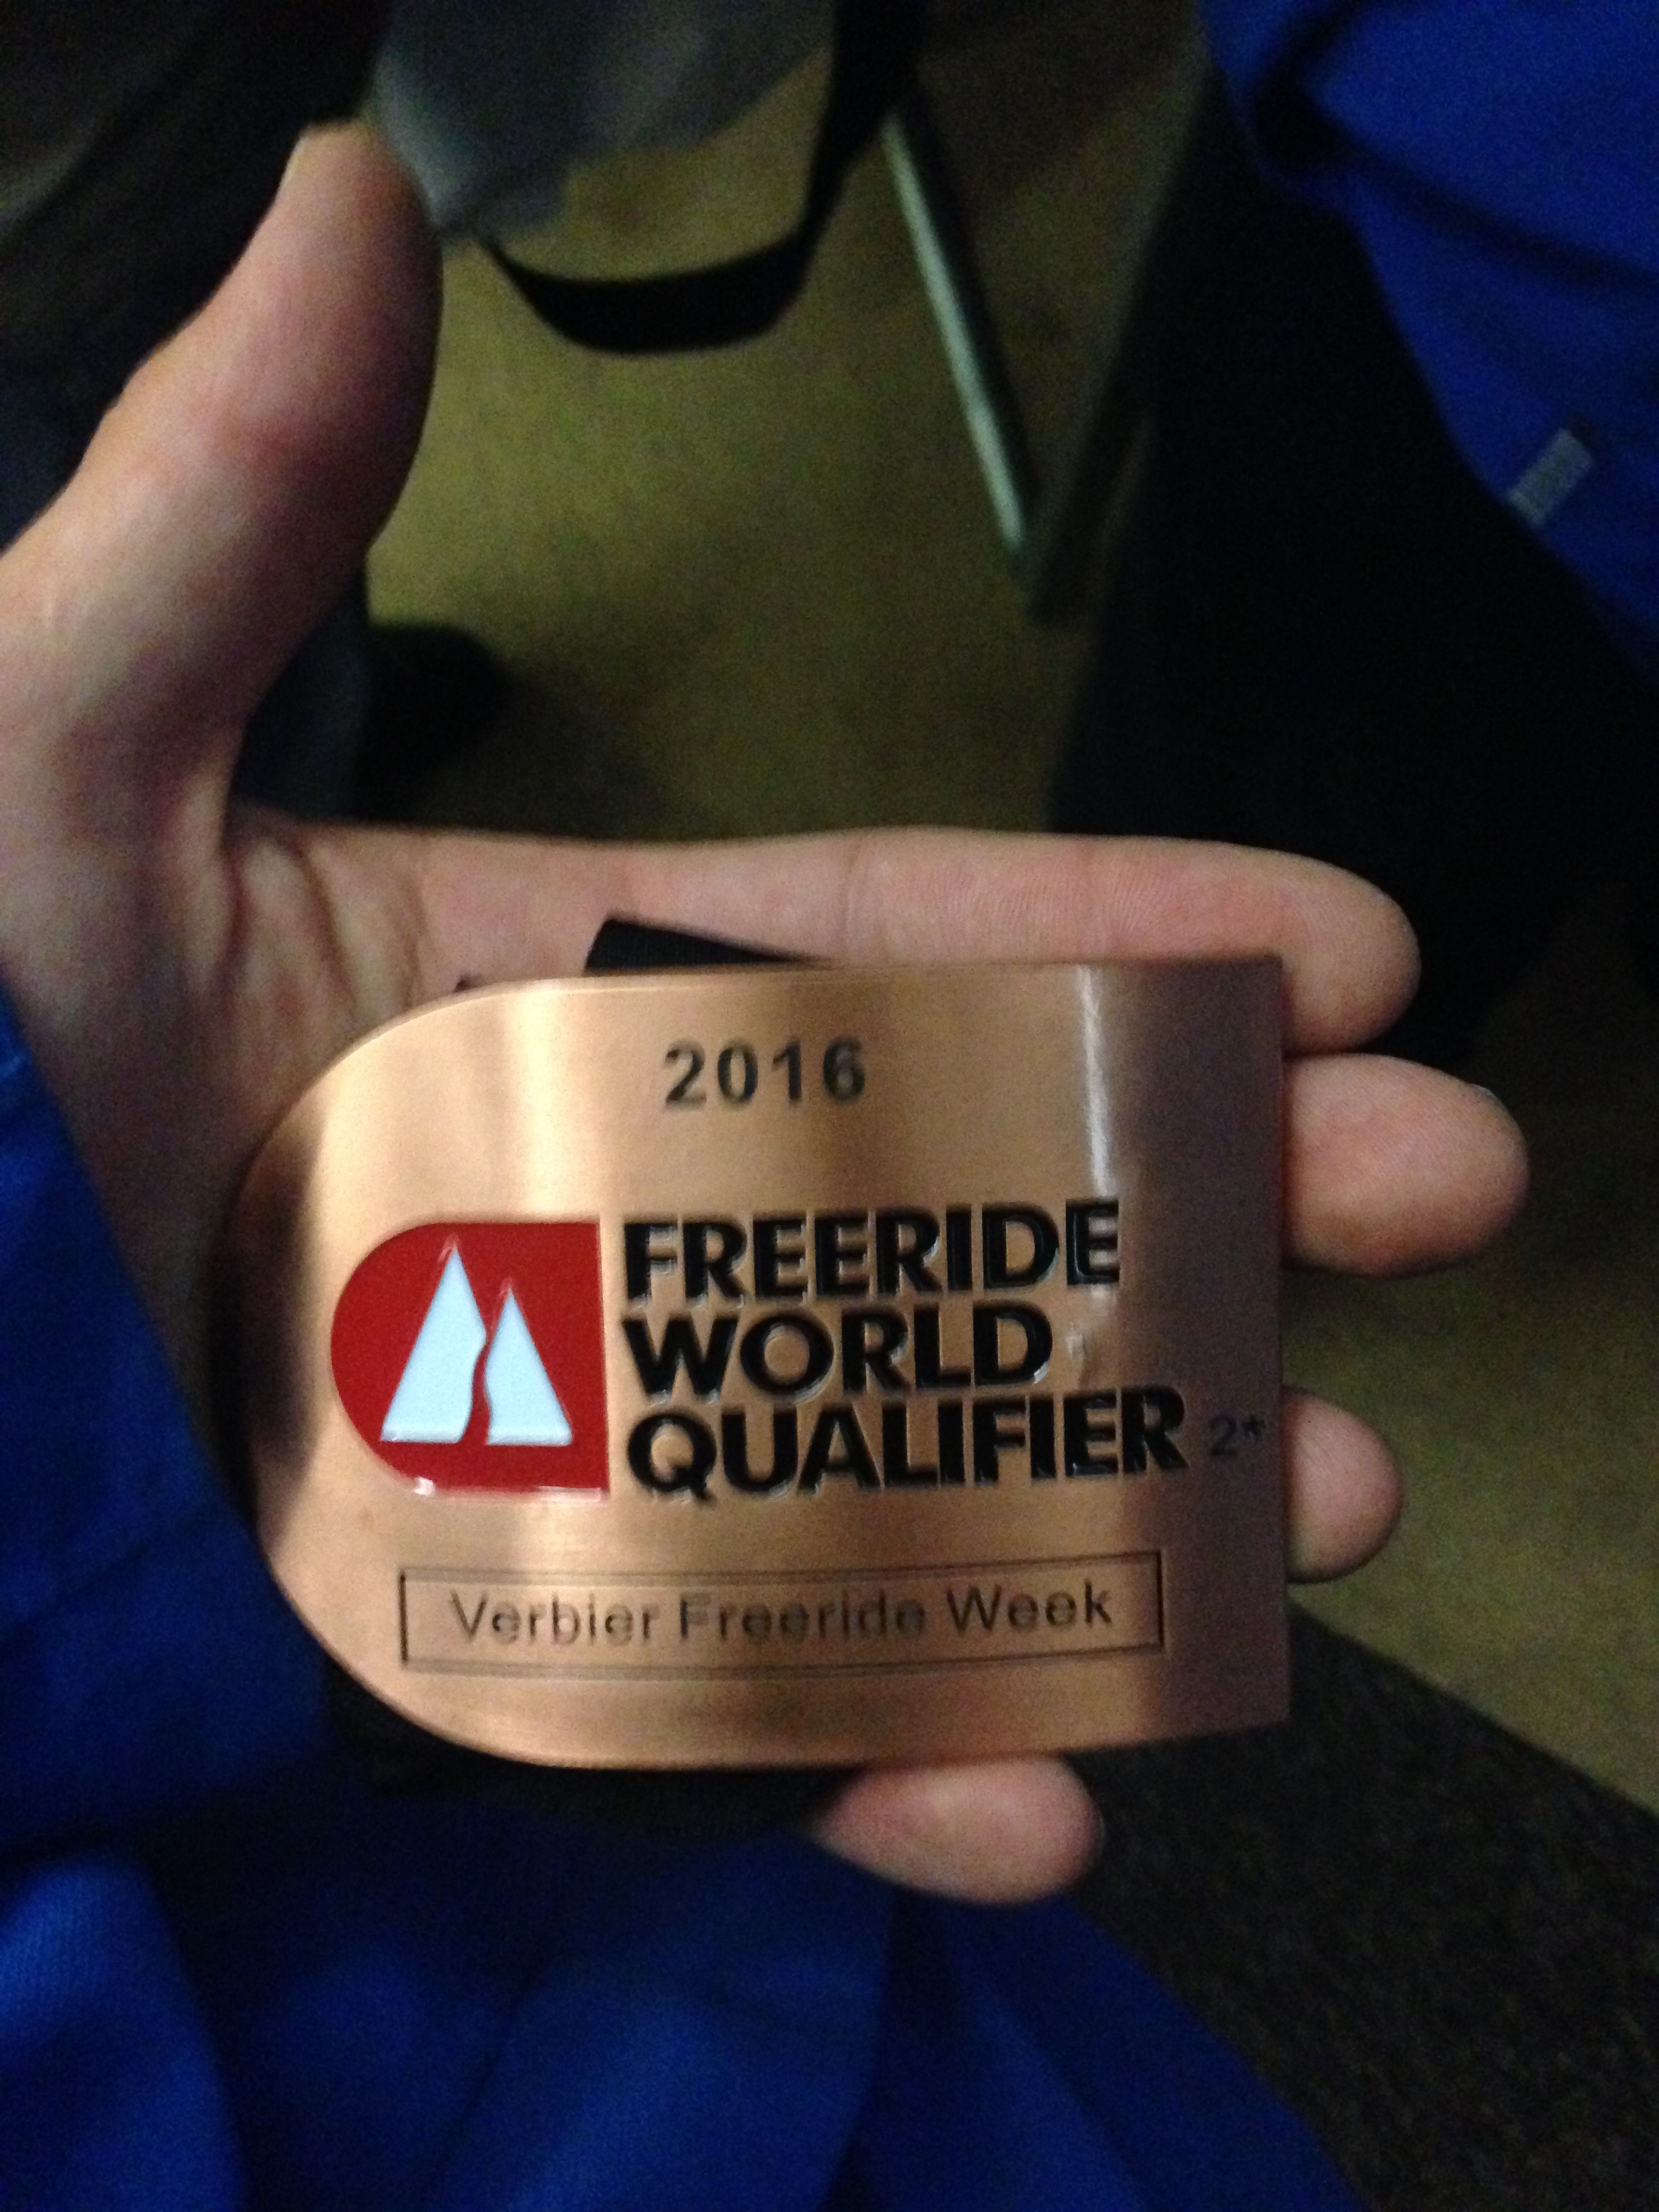 2016
FREERIDE
WORLD
QUALIFIER 2*
Verbier Freeride Week